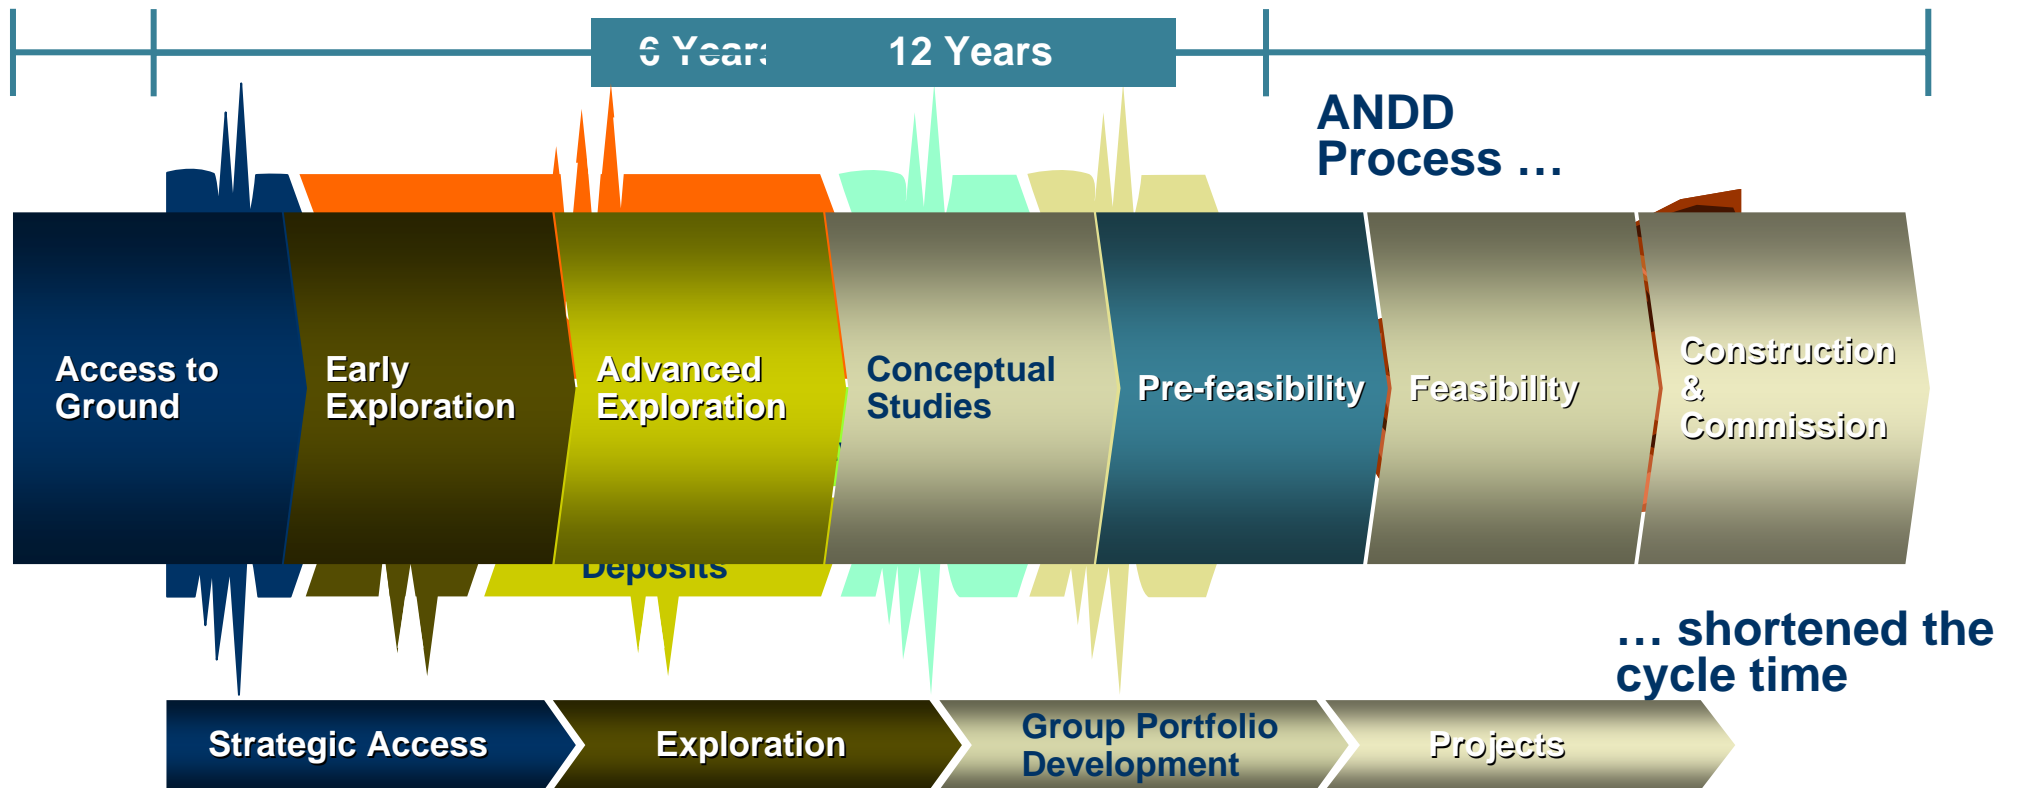 6 Years 12 Years
ANDD
Process …
Access to
Ground
Early
Exploration
Advanced
Exploration
Conceptual
Studies
Pre-feasibility
Feasibility
Construction
&
Commission
Deposits
… shortened the
cycle time
Strategic Access
Exploration
Group Portfolio
Development
Projects